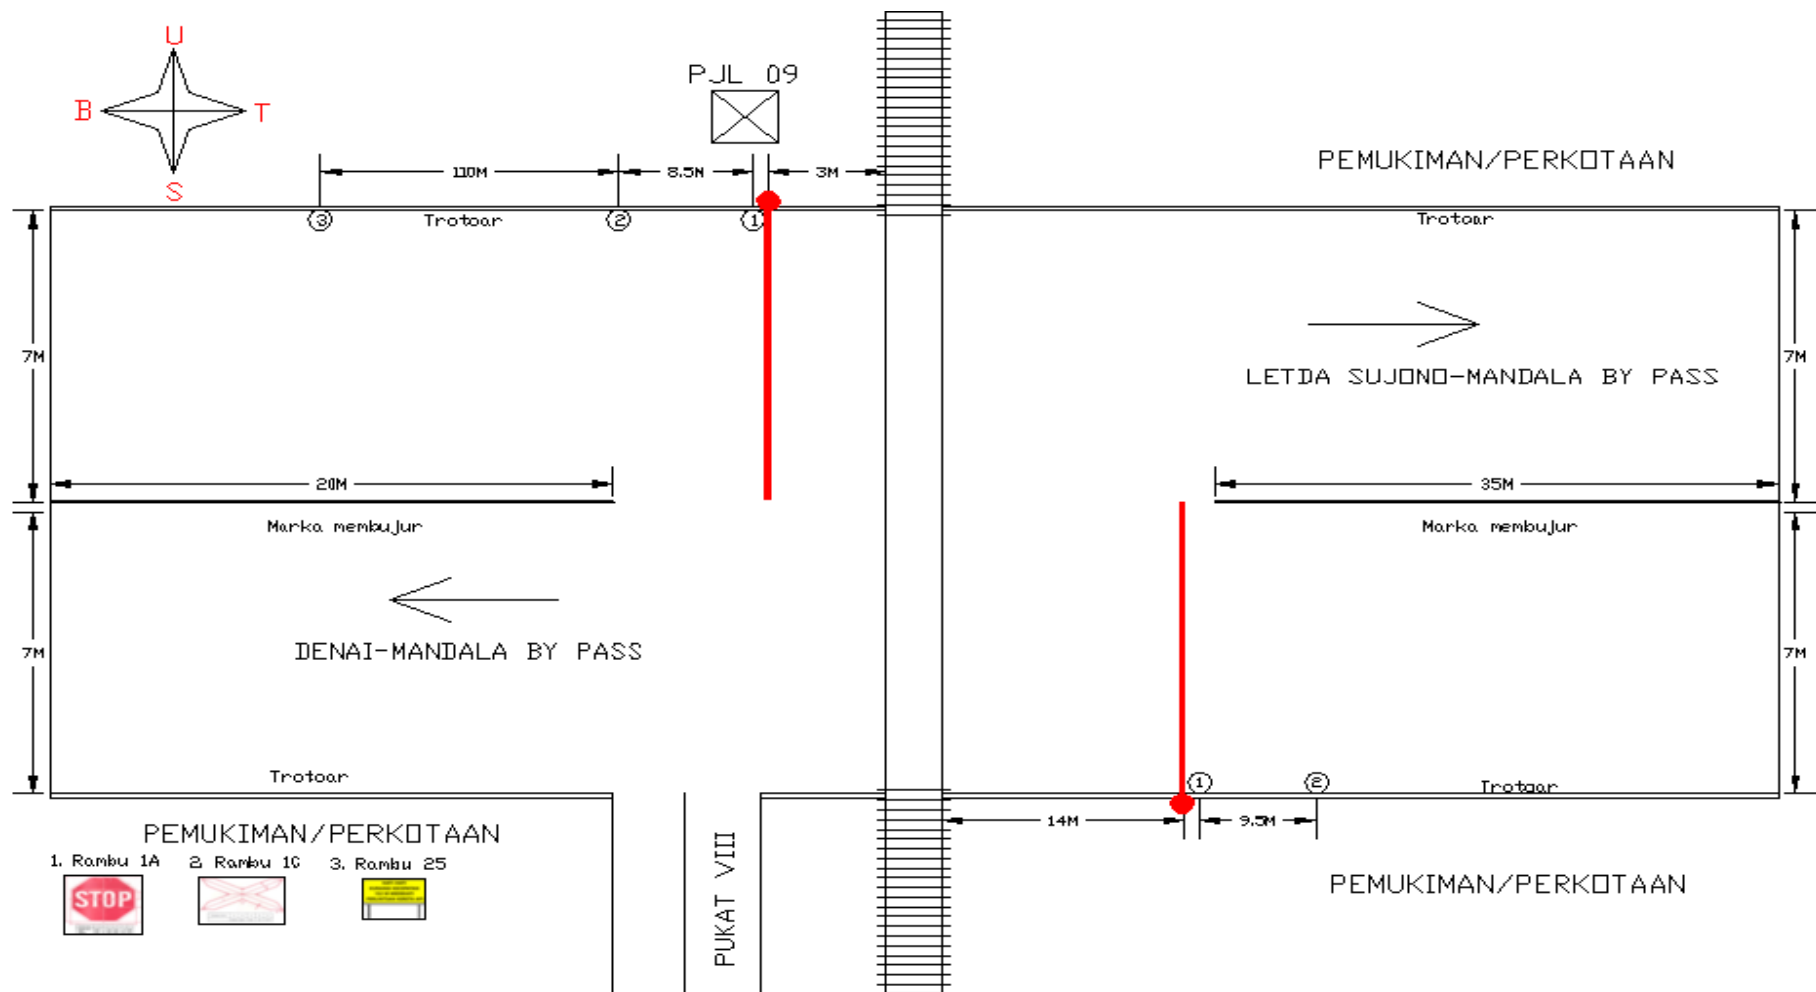 U
B
T
S
PJL 09
110M
8.5M
3M
PEMUKIMAN/PERKOTAAN
3
Trotoar
2
1
Trotoar
7M
7M
LETDA SUJONO-MANDALA BY PASS
20M
35M
Marka membujur
Marka membujur
DENAI-MANDALA BY PASS
7M
7M
Trotoar
1
2
Trotoar
14M
9.5M
PEMUKIMAN/PERKOTAAN
1. Rambu 1A
2. Rambu 1C
3. Rambu 25
STOP
PUKAT VIII
PEMUKIMAN/PERKOTAAN